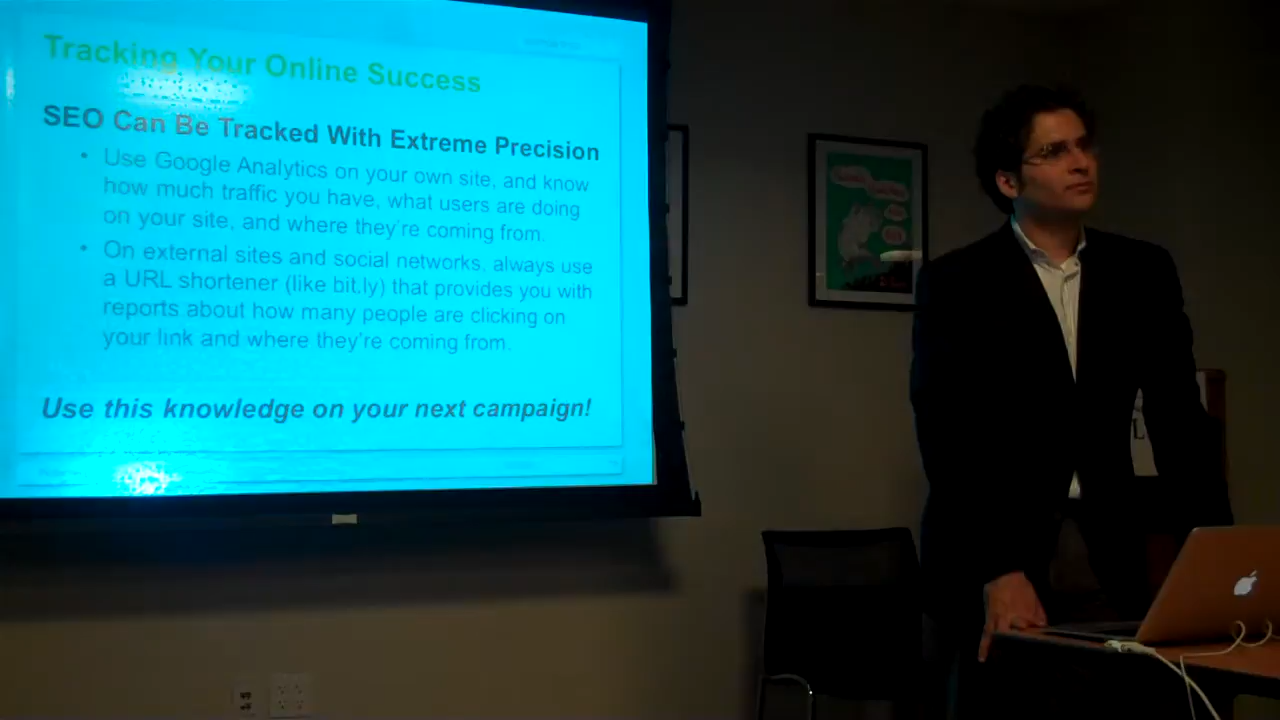 Tracking Your Online Success
SEO Can Be Tracked With Extreme Precision
• Use Google Analytics on your own site, and know
how much traffic you have, what users are doing
on your site, and where they're coming from.
• On external sites and social networks, always use
a URL shortener (like bit.ly) that provides you with
reports about how many people are clicking on
your link and where they're coming from.
Use this knowledge on your next campaign!